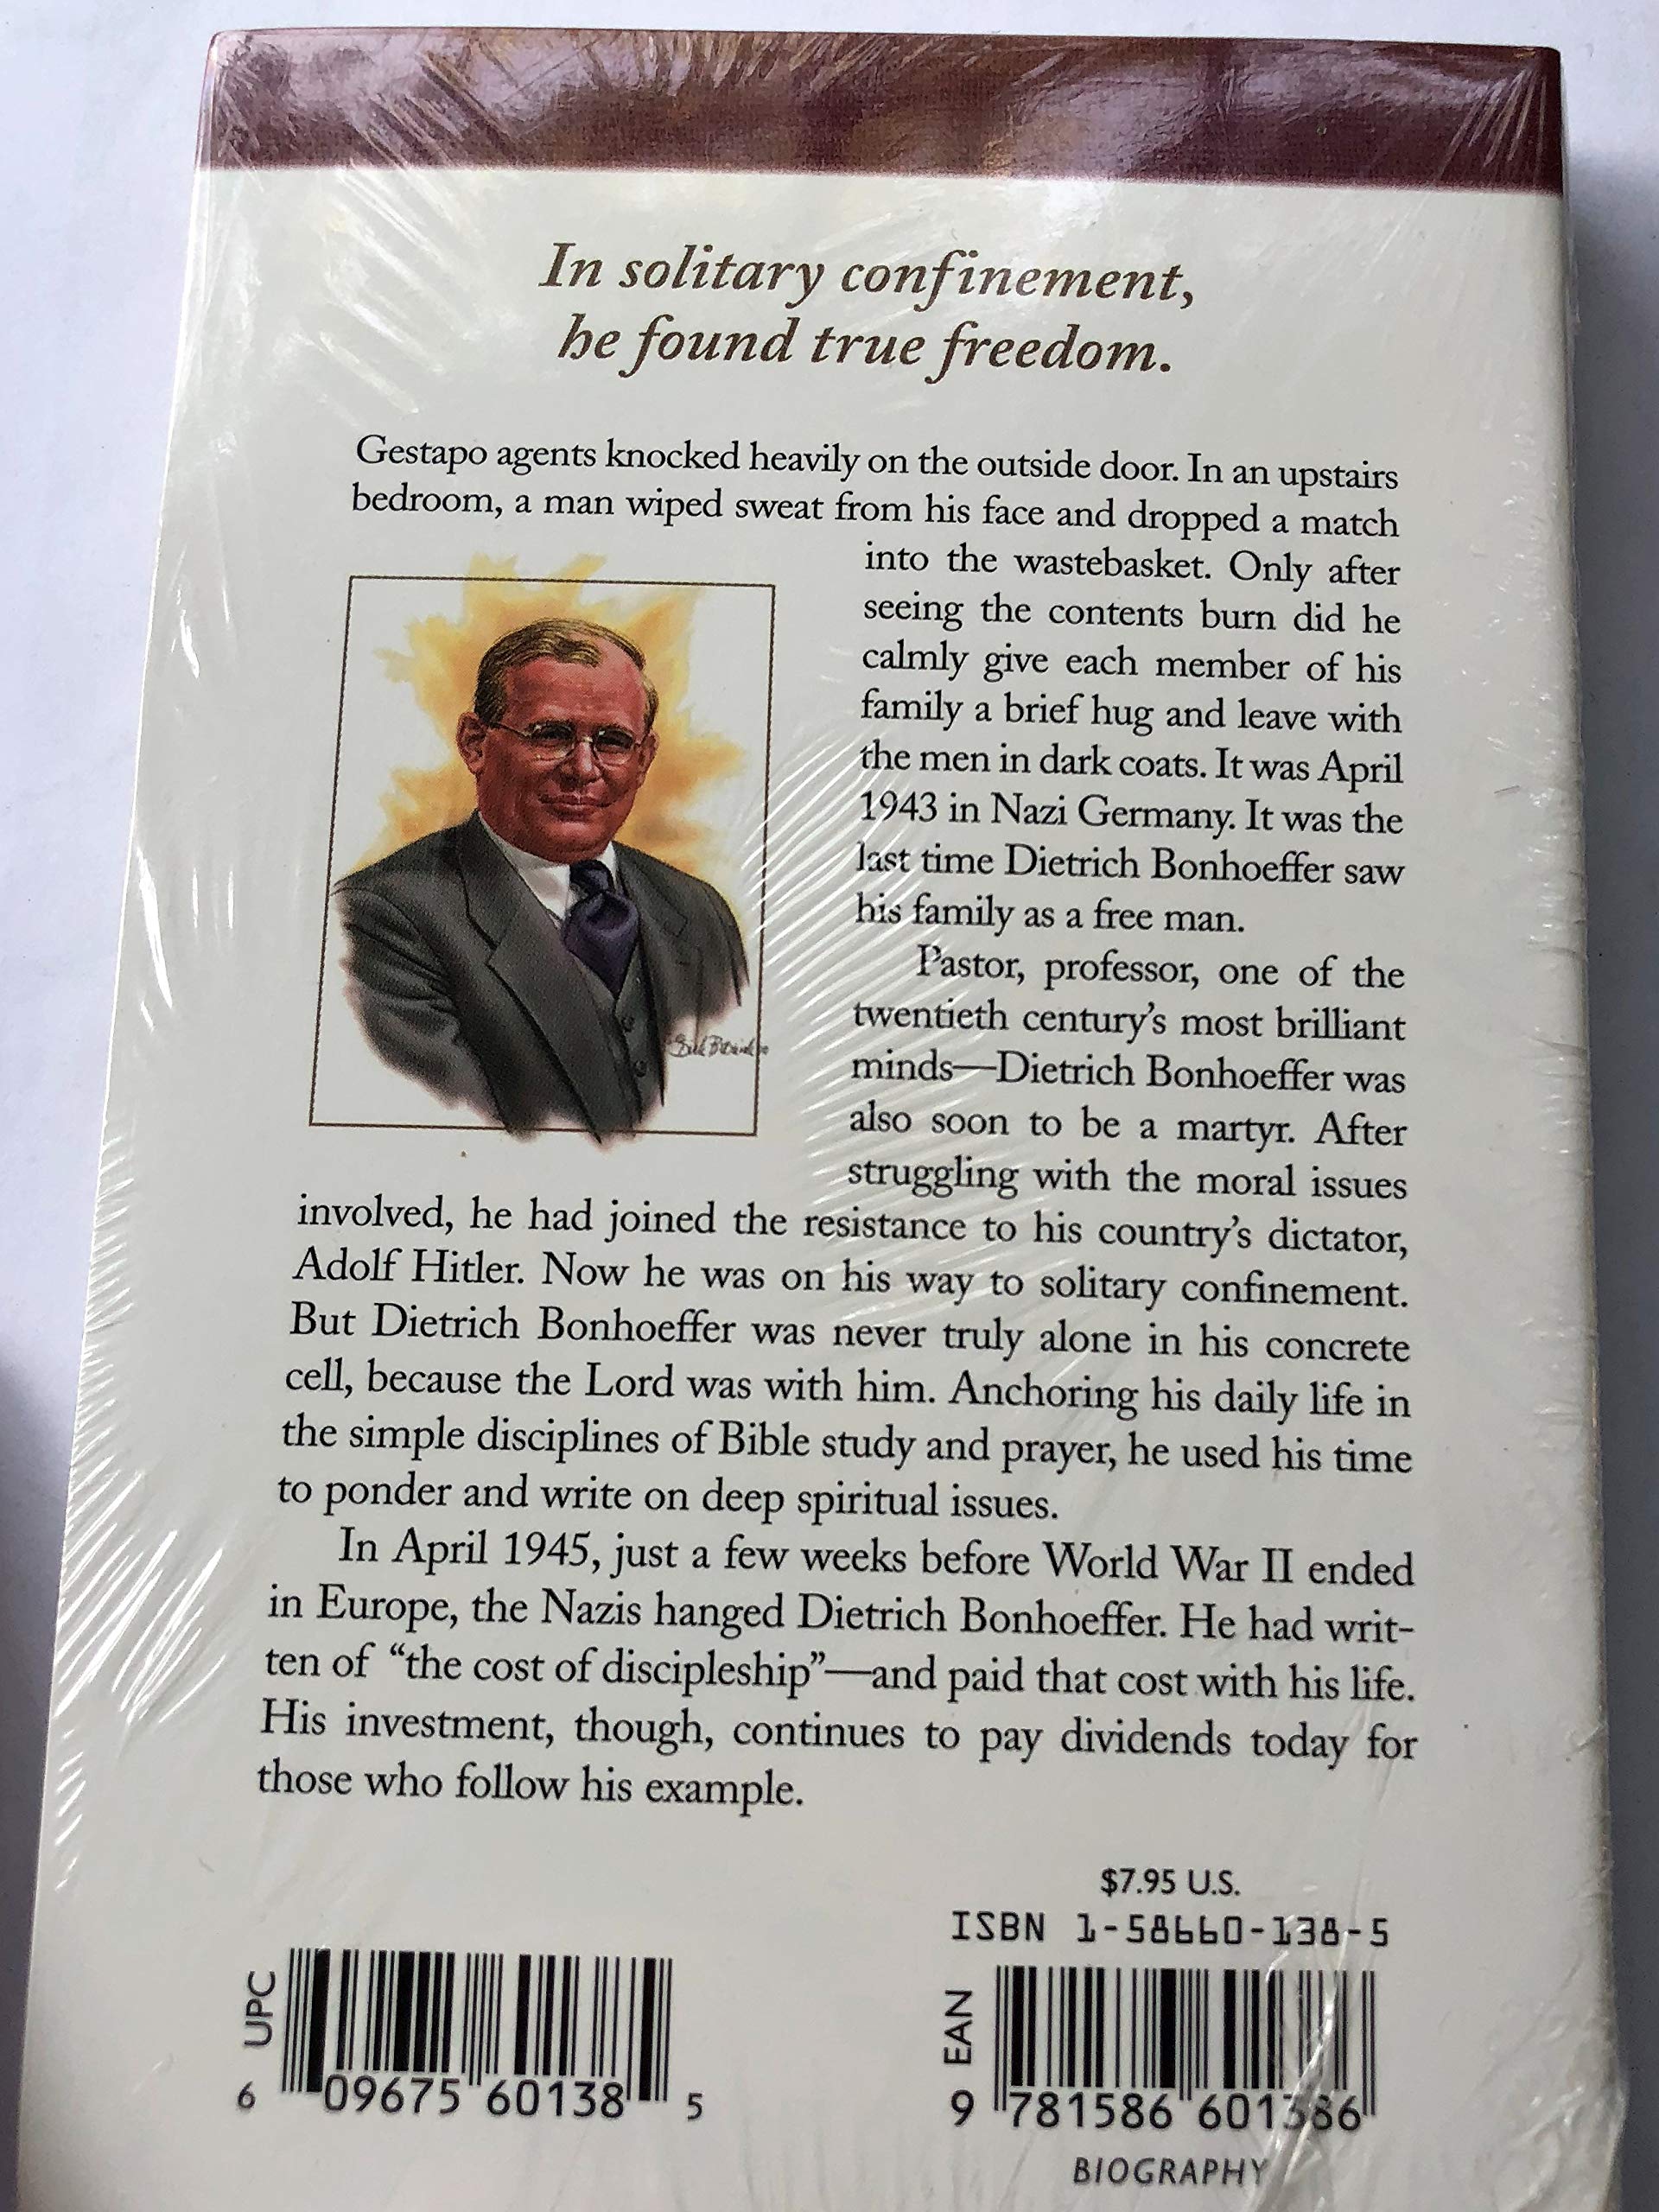 In solitary confinement,
he found true freedom.
Gestapo agents knocked heavily on the outside door. In an upstairs
bedroom, a man wiped sweat from his face and dropped a match
into the wastebasket. Only after
seeing the contents burn did he
calmly give each member of his
family a brief hug and leave with
the men in dark coats. It was April
1943 in Nazi Germany. It was the
last time Dietrich Bonhoeffer saw
his family as a free man.
Pastor, professor, one of the
twentieth century's most brilliant
minds—Dietrich Bonhoeffer was
also soon to be a martyr. After
struggling with the moral issues
involved, he had joined the resistance to his country's dictator,
Adolf Hitler. Now he was on his way to solitary confinement.
But Dietrich Bonhoeffer was never truly alone in his concrete
cell, because the Lord was with him. Anchoring his daily life in
the simple disciplines of Bible study and prayer, he used his time
to ponder and write on deep spiritual issues.
In April 1945, just a few weeks before World War II ended
in Europe, the Nazis hanged Dietrich Bonhoeffer. He had writ-
ten of “the cost of discipleship”—and paid that cost with his life.
His investment, though, continues to pay dividends today for
those who follow his example.
$7.95 U.S.
ISBN 1-58660-138-5
UPC
6 09675 60138 5
EAN
9 781586 601386
BIOGRAPHY